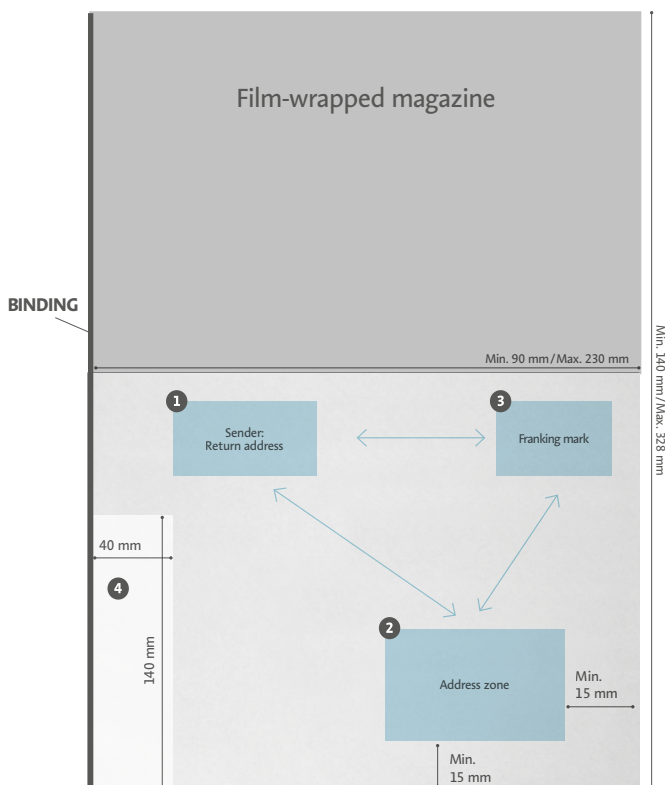 Film-wrapped magazine
BINDING
Min. 90 mm/Max. 230 mm
Min. 140 mm/Max. 328 mm
1
Sender:
Return address
3
Franking mark
40 mm
4
140 mm
2
Address zone
Min.
15 mm
Min.
15 mm